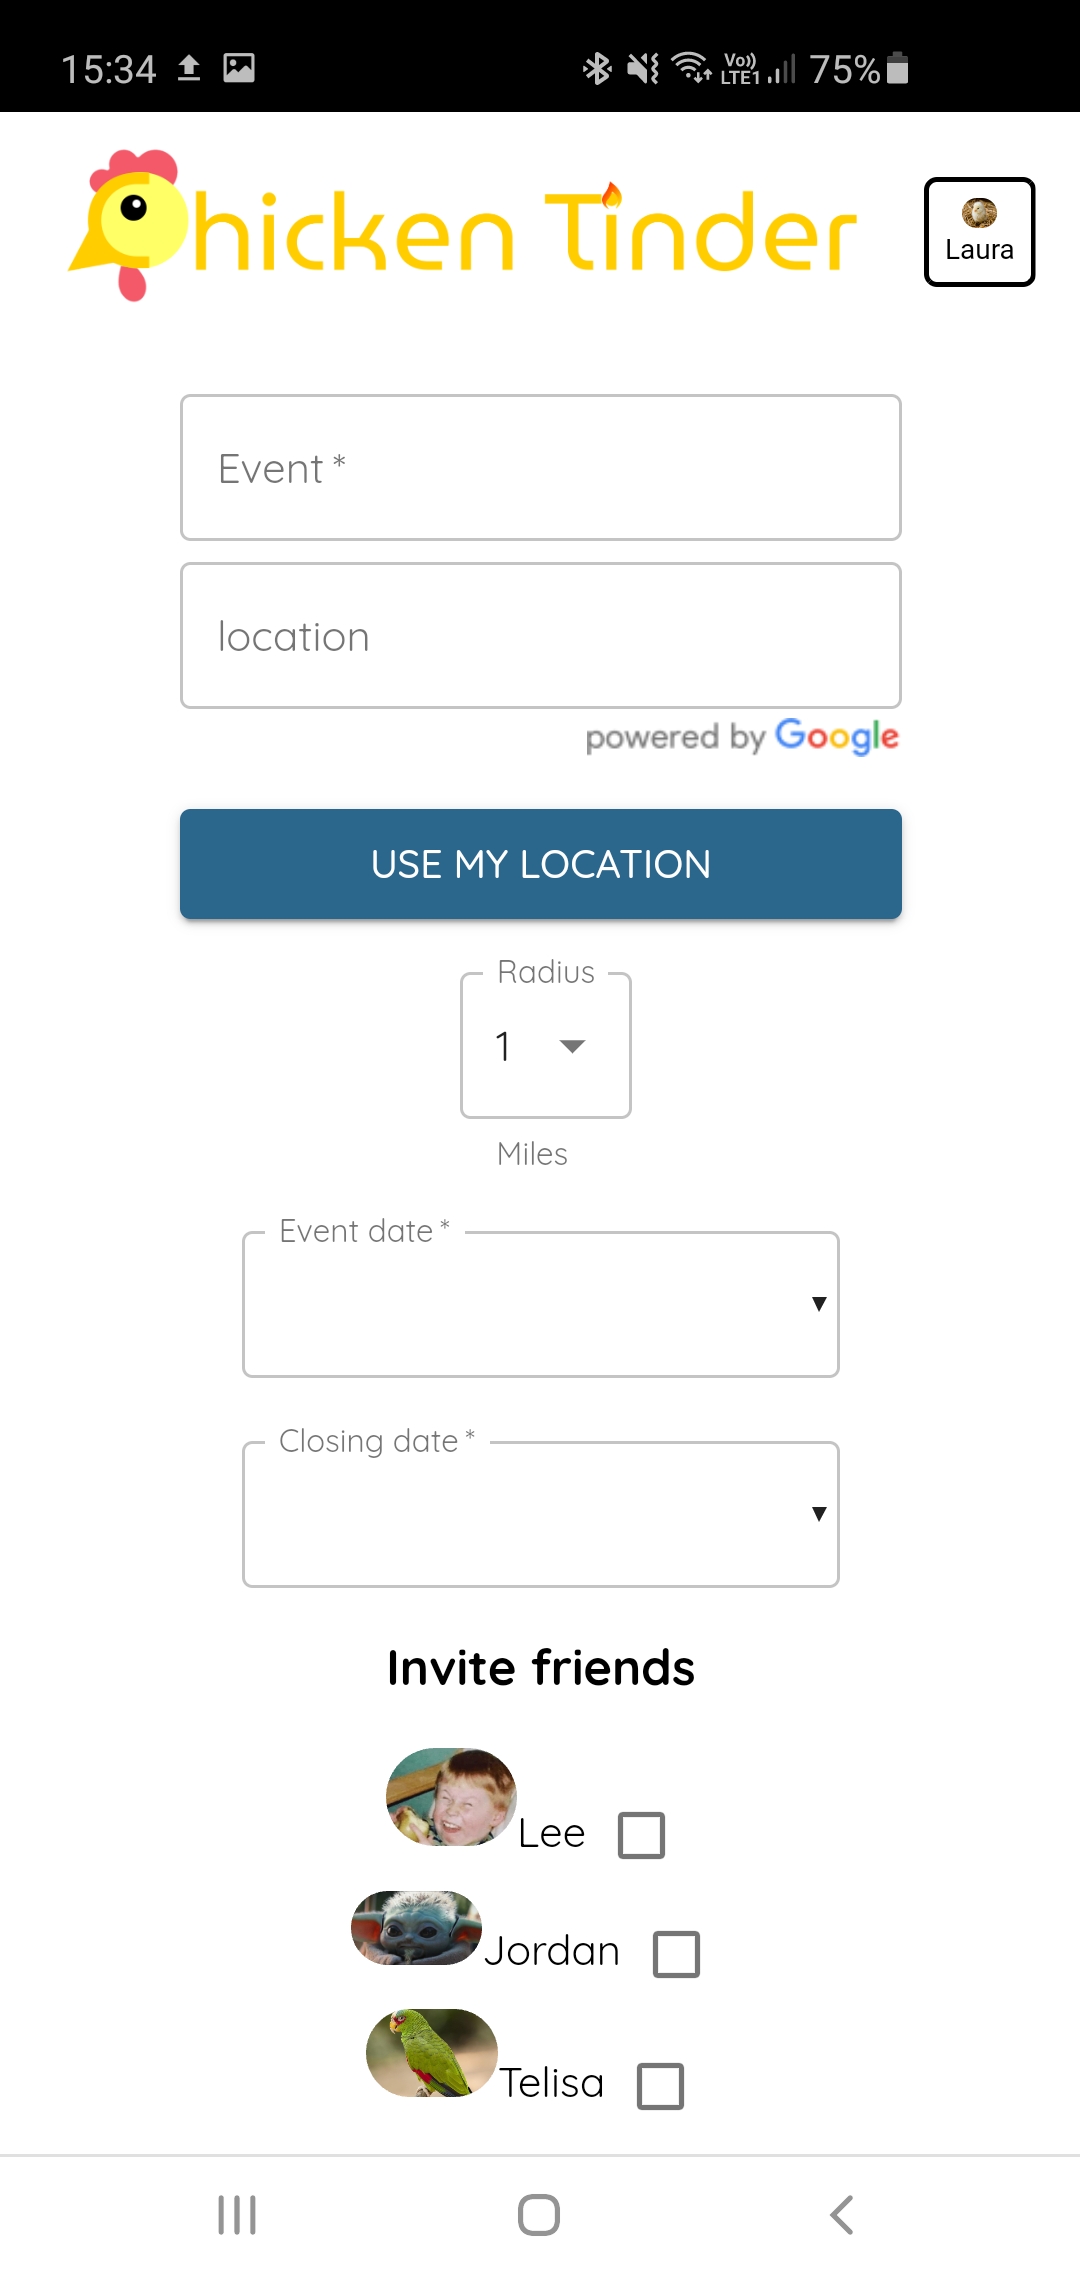 15:34 Vo)) LTE1 75%
hicken Tinder
Laura
Event *
location
powered by Google
USE MY LOCATION
Radius
1
Miles
Event date *
Closing date *
Invite friends
Lee
Jordan
Telisa